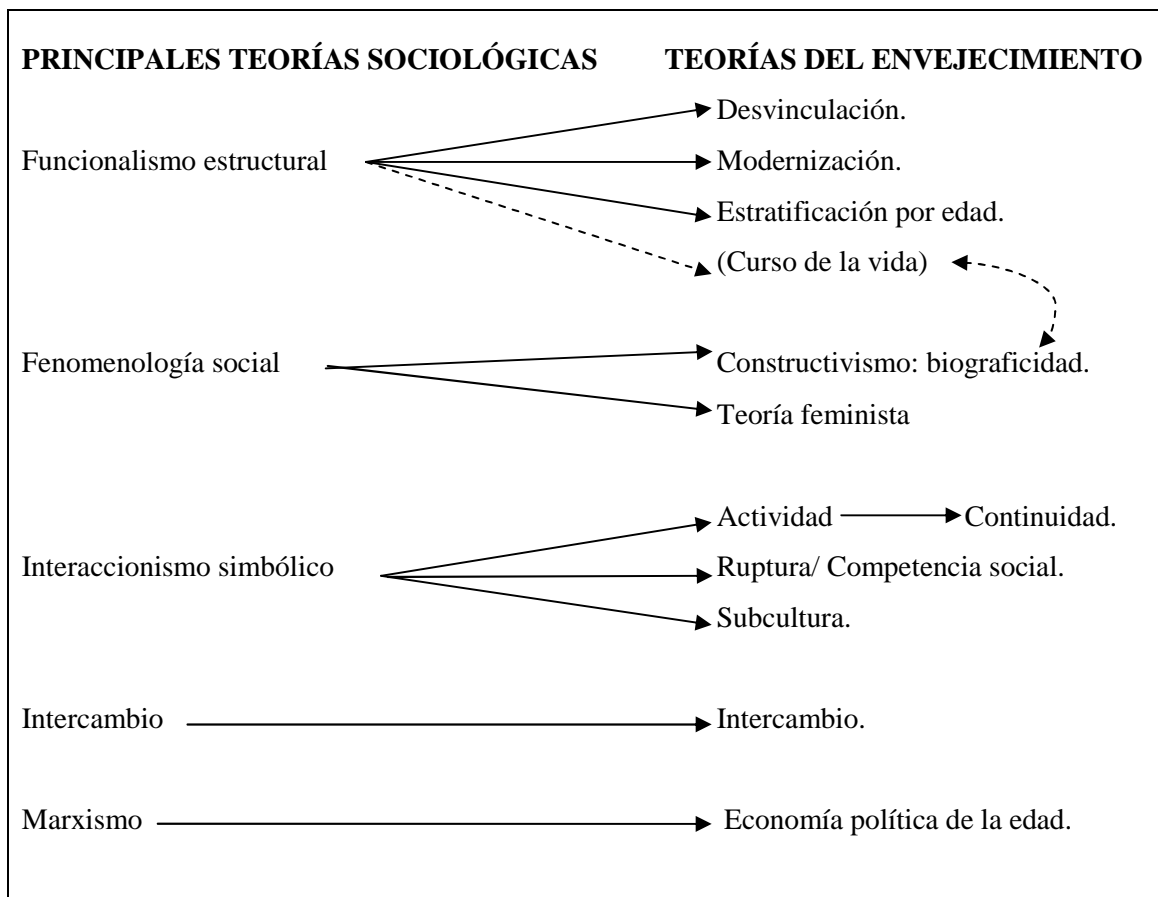 PRINCIPALES TEORÍAS SOCIOLÓGICAS TEORÍAS DEL ENVEJECIMIENTO
Desvinculación.
Funcionalismo estructural Modernización.
Estratificación por edad.
(Curso de la vida)
Fenomenología social Constructivismo: biograficidad.
Teoría feminista
Actividad Continuidad.
Interaccionismo simbólico Ruptura/ Competencia social.
Subcultura.
Intercambio Intercambio.
Marxismo Economía política de la edad.